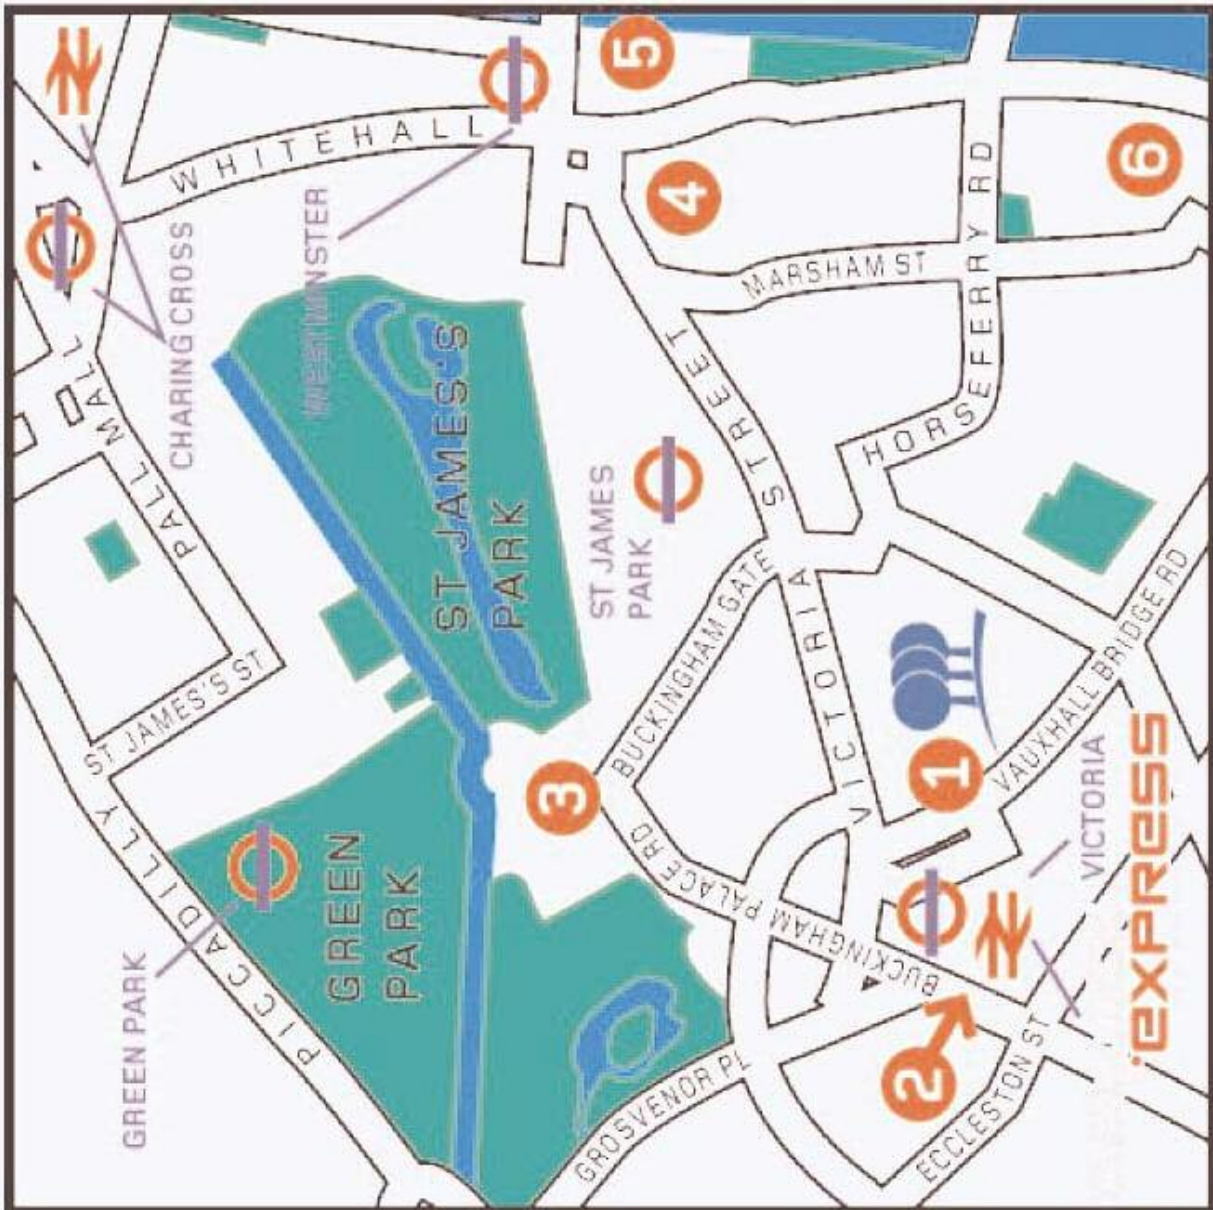 GREEN PARK
PICCADILLY
ST JAMES'S ST
PALL MALL
CHARING CROSS
WHITEHALL
WESTMINSTER
GREEN
PARK
ST JAMES'S
PARK
3
ST JAMES
PARK
5
4
GROSVENOR PL
BUCKINGHAM PALACE RD
BUCKINGHAM GATE
VICTORIA STREET
MARSHAM ST
HORSEFERRY RD
2
1
6
ECCLESTON ST
VAUXHALL BRIDGE RD
VICTORIA
EXPRESS